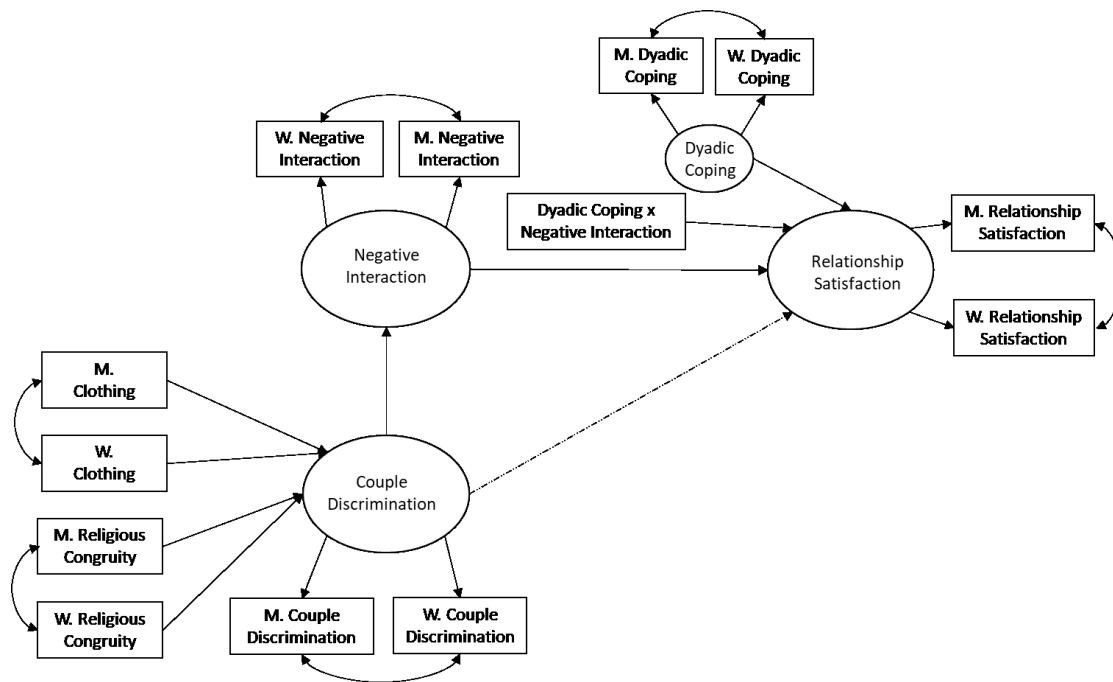 M. Dyadic
Coping
W. Dyadic
Coping
W. Negative
Interaction
M. Negative
Interaction
Dyadic
Coping
Dyadic Coping x
Negative Interaction
M. Relationship
Satisfaction
Negative
Interaction
Relationship
Satisfaction
W. Relationship
Satisfaction
M.
Clothing
W.
Clothing
Couple
Discrimination
M. Religious
Congruity
W. Religious
Congruity
M. Couple
Discrimination
W. Couple
Discrimination